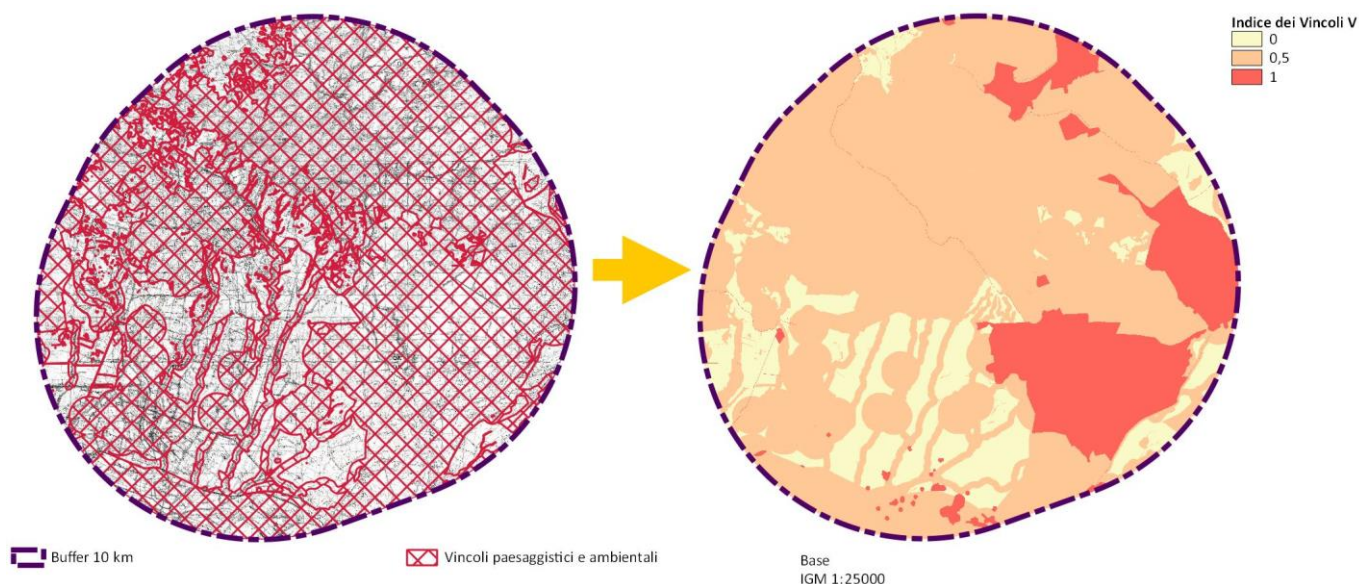 Indice dei Vincoli V
0
0,5
1
Buffer 10 km
Vincoli paesaggistici e ambientali
Base
IGM 1:25000